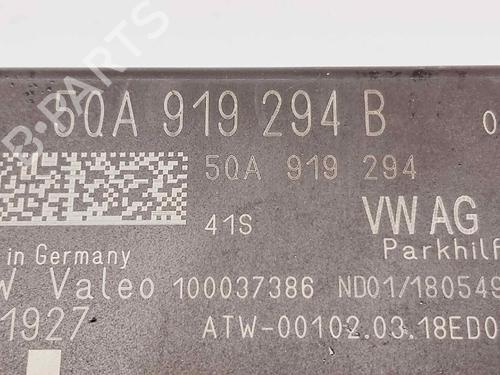 5QA 919 294 B 0
5QA 919 294
41S VW AG
in Germany Parkhilf
W Valeo 100037386 ND01/180549
1927 ATW-00102.03.18ED0
B PARTS